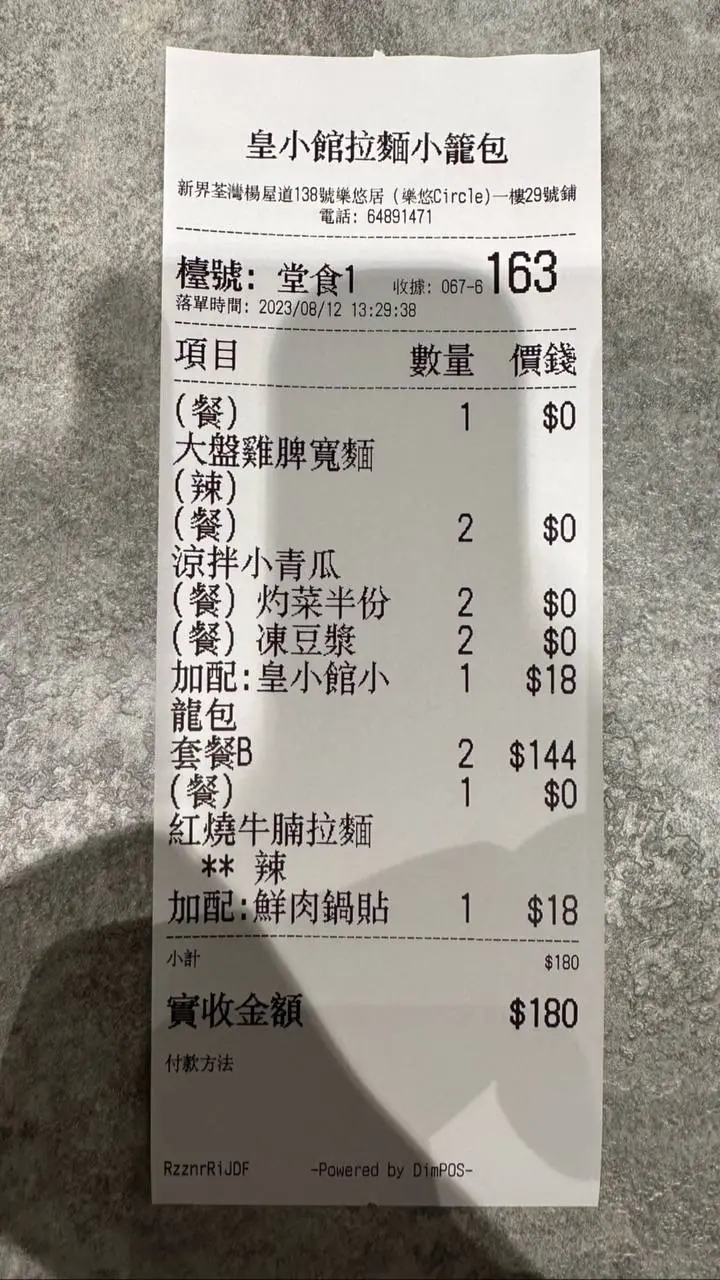 皇小館拉麵小籠包
新界荃灣楊屋道138號樂悠居 (樂悠Circle)一樓29號鋪
電話: 64891471
檯號: 堂食1 收據: 067-6 163
落單時間: 2023/08/12 13:29:38
項目 數量 價錢
(餐) 1 $0
大盤雞脾寬麵
(辣)
(餐) 2 $0
涼拌小青瓜
(餐) 灼菜半份 2 $0
(餐) 凍豆漿 2 $0
加配:皇小館小 1 $18
龍包
套餐B 2 $144
(餐) 1 $0
紅燒牛腩拉麵
** 辣
加配:鮮肉鍋貼 1 $18
小計 $180
實收金額 $180
付款方法
RzznrRiJDF -Powered by DimPOS-